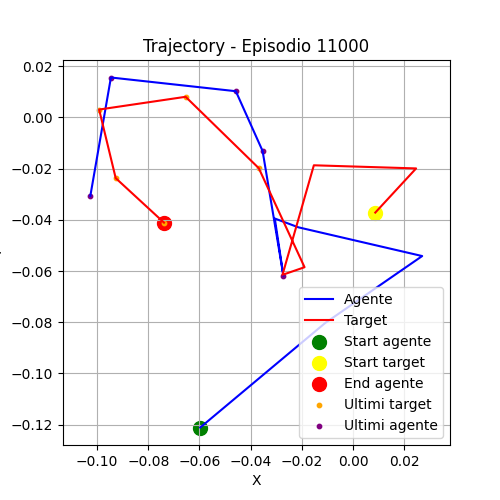 Trajectory - Episodio 11000
0.02
0.00
−0.02
−0.04
−0.06
−0.08
−0.10
−0.12
Agente
Target
Start agente
Start target
End agente
Ultimi target
Ultimi agente
−0.10 −0.08 −0.06 −0.04 −0.02 0.00 0.02
X